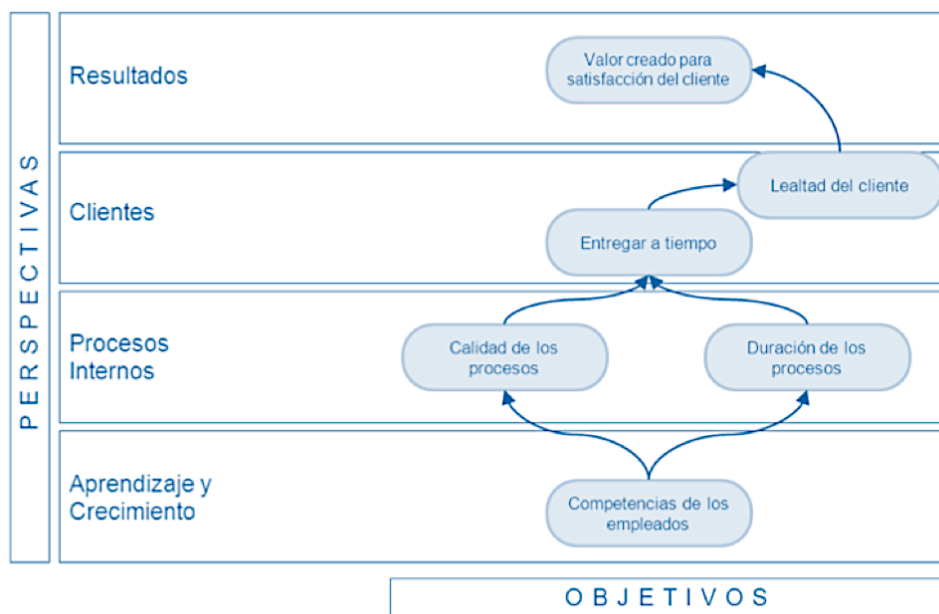 PERSPECTIVAS
Resultados
Valor creado para
satisfacción del cliente
Clientes
Lealtad del cliente
Entregar a tiempo
Procesos
Internos
Calidad de los
procesos
Duración de los
procesos
Aprendizaje y
Crecimiento
Competencias de los
empleados
OBJETIVOS